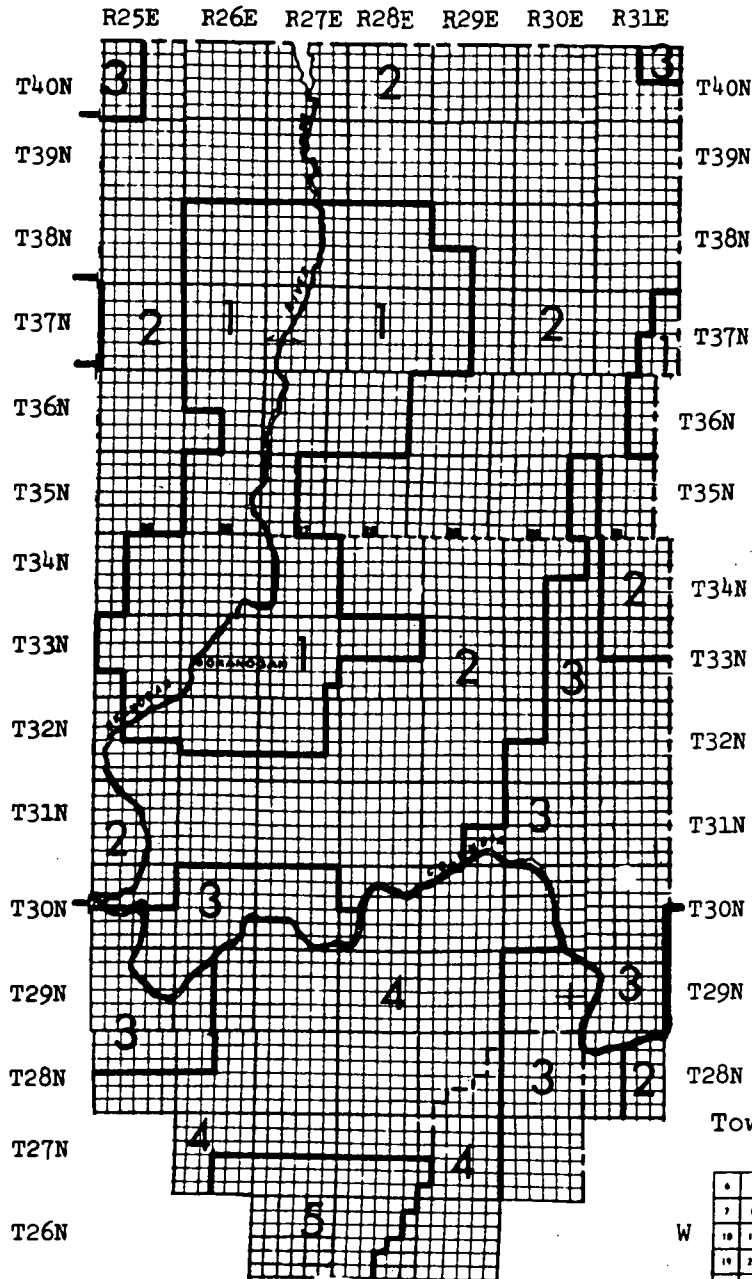 R25E R26E R27E R28E R29E R30E R31E
3 2 3
T40N T40N
T39N T39N
T38N T38N
RIVER
T37N 2 1 1 2 T37N
T36N T36N
T35N T35N
T34N 2 T34N
T33N OKANOGAN 1 2 3 T33N
T32N T32N
T31N 3 T31N
2
T30N 3 T30N
T29N 4 3 T29N
3
T28N 3 2 T28N
T27N 4 4
5
T26N W